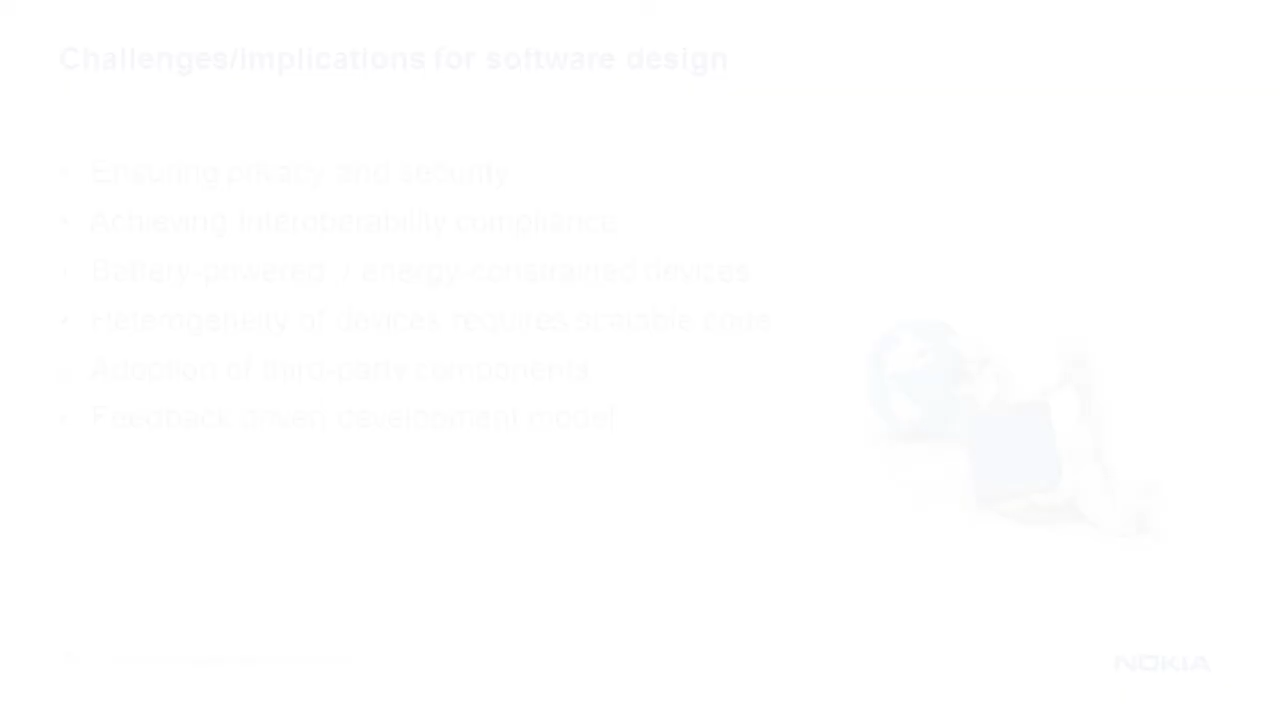 Challenges/implications for software design
• Ensuring privacy and security
• Achieving interoperability compliance
• Battery-powered / energy-constrained devices
• Heterogeneity of devices requires scalable code
• Adoption of third-party components
• Feedback driven development model
NOKIA